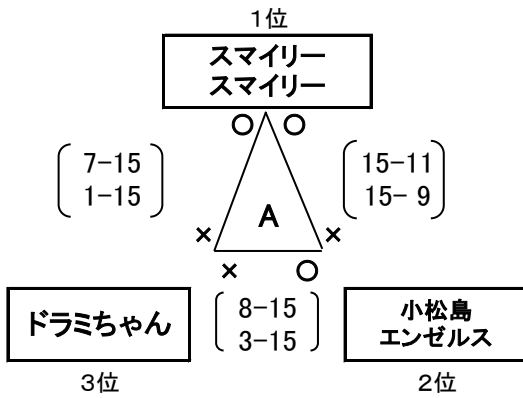 1位
スマイリー
スマイリー
○ ○
7-15
1-15
15-11
15- 9
A
× ×
× ○
8-15
3-15
ドラミちゃん
小松島
エンゼルス
3位
2位